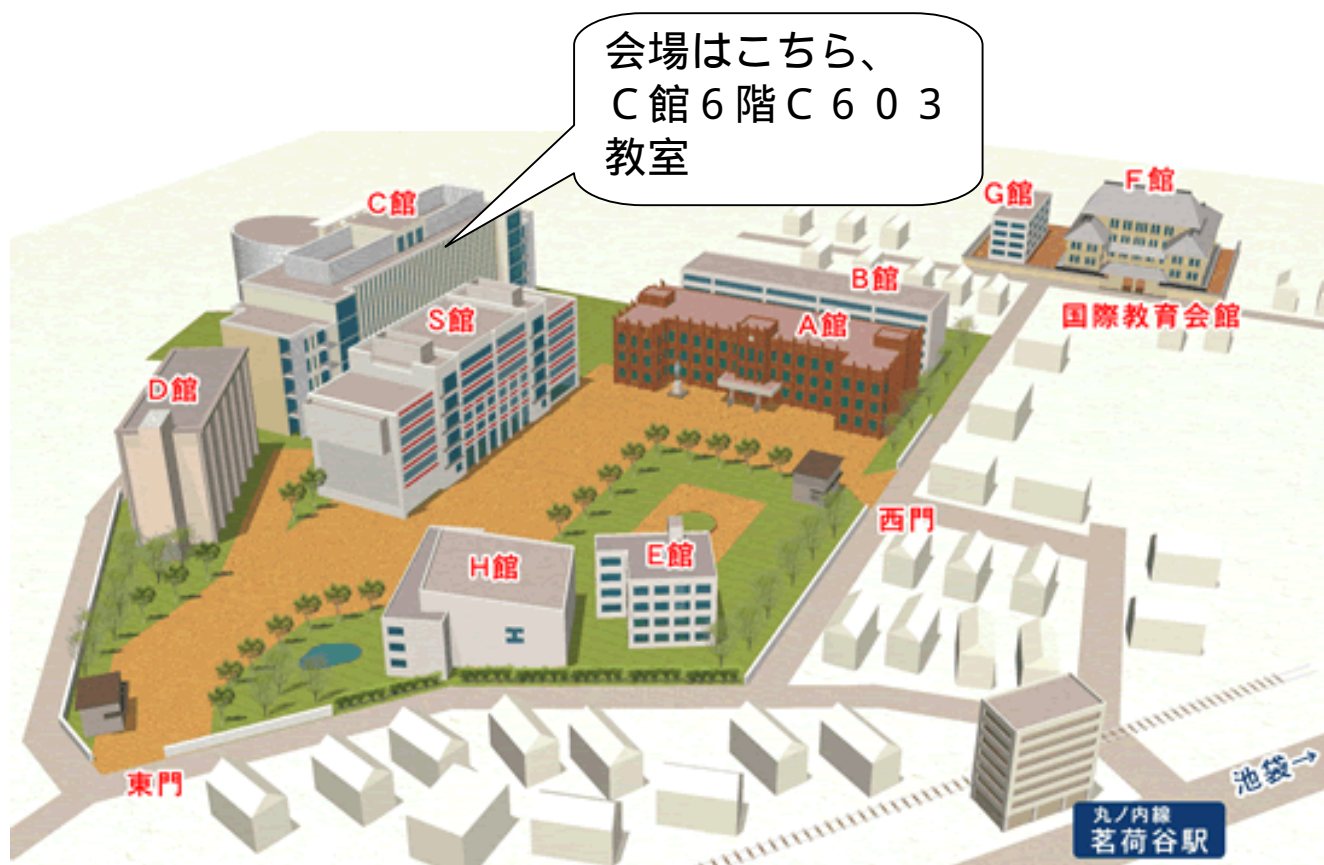 会場はこちら、
C館6階C603
教室
C館
G館
F館
B館
国際教育会館
S館
A館
D館
西門
H館
E館
東門
池袋→
丸ノ内線
茗荷谷駅